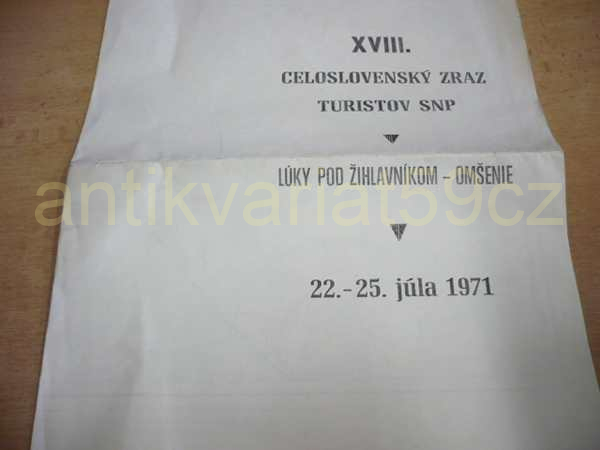 XVIII.
CELOSLOVENSKÝ ZRAZ
TURISTOV SNP
LÚKY POD ŽIHLAVNÍKOM – OMŠENIE
antikvariat59cz
22.–25. júla 1971